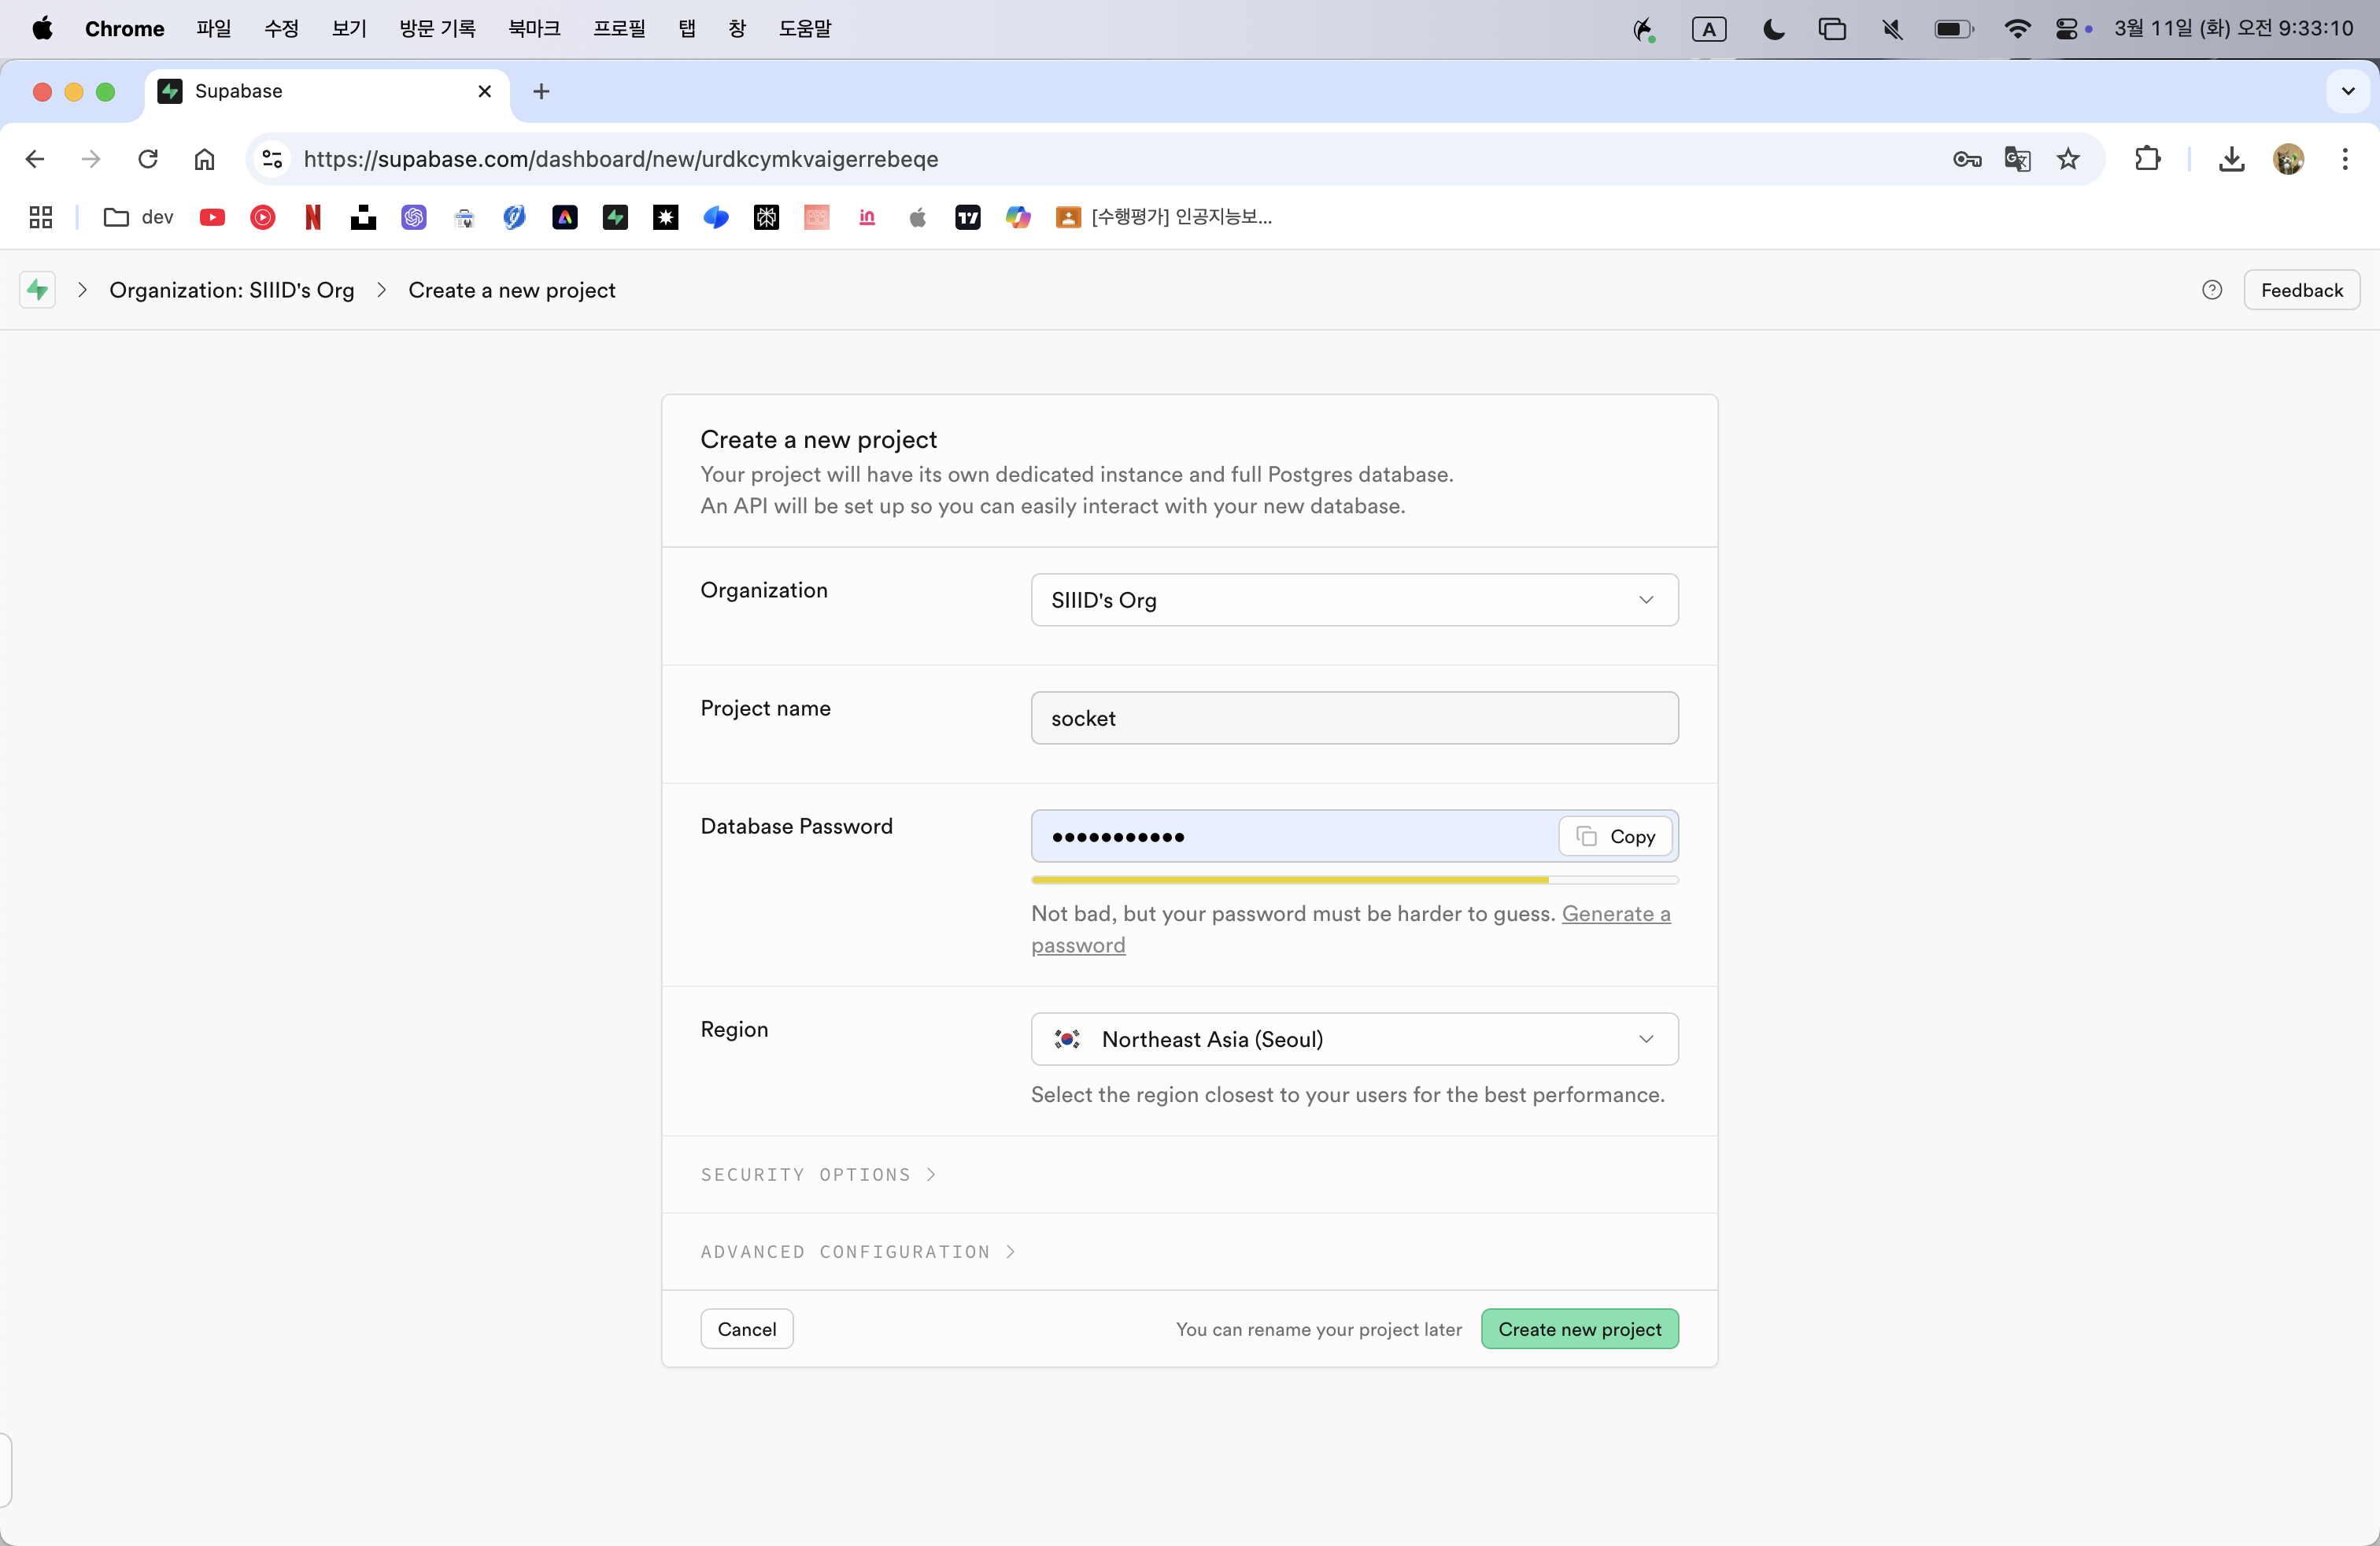 Chrome 파일 수정 보기 방문 기록 북마크 프로필 탭 창 도움말 A 3월 11일 (화) 오전 9:33:10
Supabase
https://supabase.com/dashboard/new/urdkcymkvaigerrebeqe
dev [수행평가] 인공지능보...
Organization: SIIID's Org Create a new project Feedback
Create a new project
Your project will have its own dedicated instance and full Postgres database.
An API will be set up so you can easily interact with your new database.
Organization SIIID's Org
Project name socket
Database Password ••••••••••• Copy
Not bad, but your password must be harder to guess. Generate a
password
Region Northeast Asia (Seoul)
Select the region closest to your users for the best performance.
SECURITY OPTIONS
ADVANCED CONFIGURATION
Cancel You can rename your project later Create new project